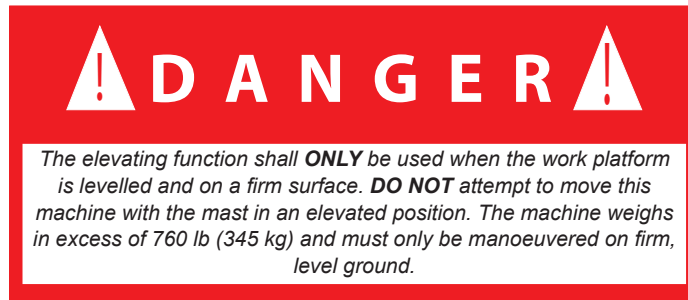 DANGER
The elevating function shall ONLY be used when the work platform
is levelled and on a firm surface. DO NOT attempt to move this
machine with the mast in an elevated position. The machine weighs
in excess of 760 lb (345 kg) and must only be manoeuvered on firm,
level ground.